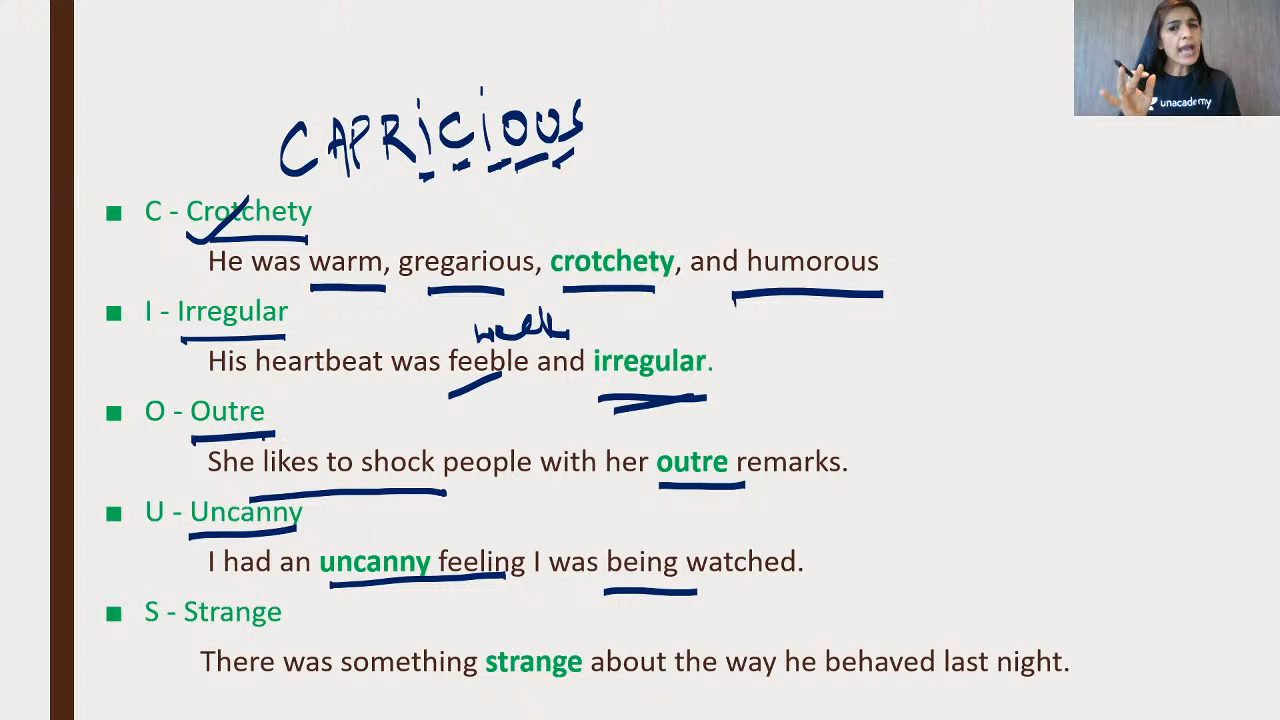 unacademy
CAPRICIOUS
■ C - Crotchety
He was warm, gregarious, crotchety, and humorous
■ I - Irregular
weak
His heartbeat was feeble and irregular.
■ O - Outre
She likes to shock people with her outre remarks.
■ U - Uncanny
I had an uncanny feeling I was being watched.
■ S - Strange
There was something strange about the way he behaved last night.